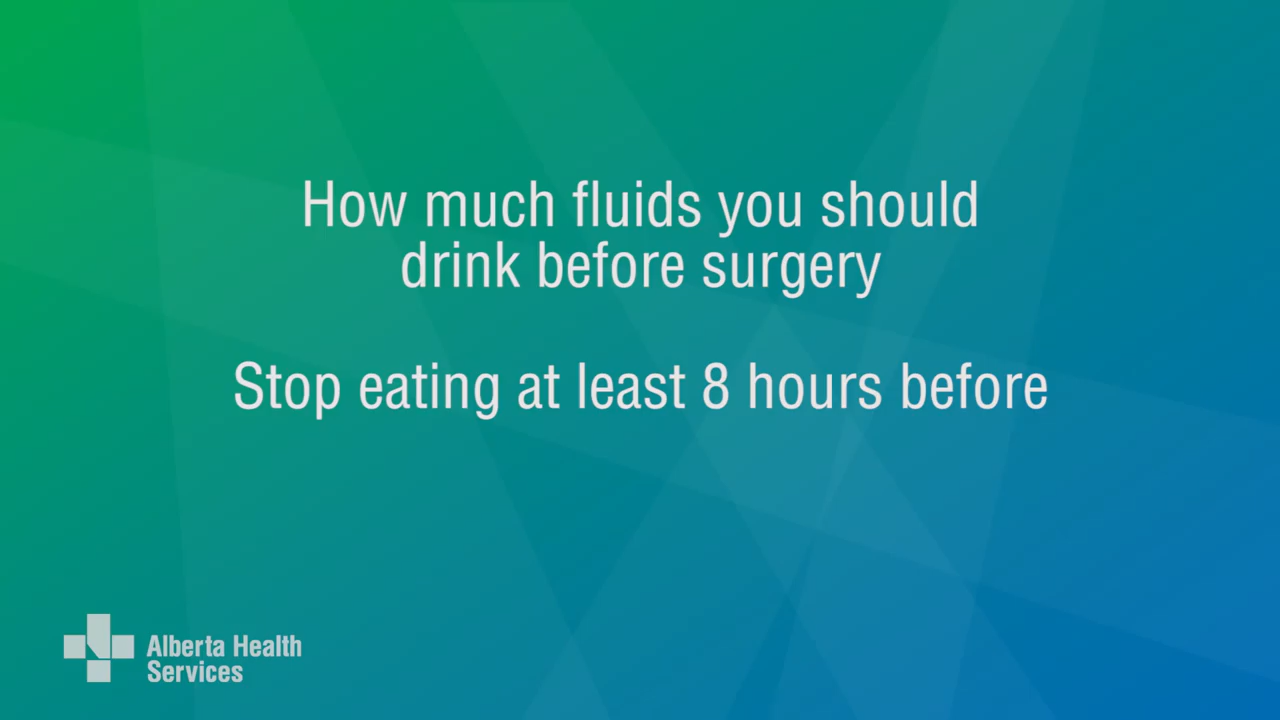 How much fluids you should
drink before surgery
Stop eating at least 8 hours before
Alberta Health
Services